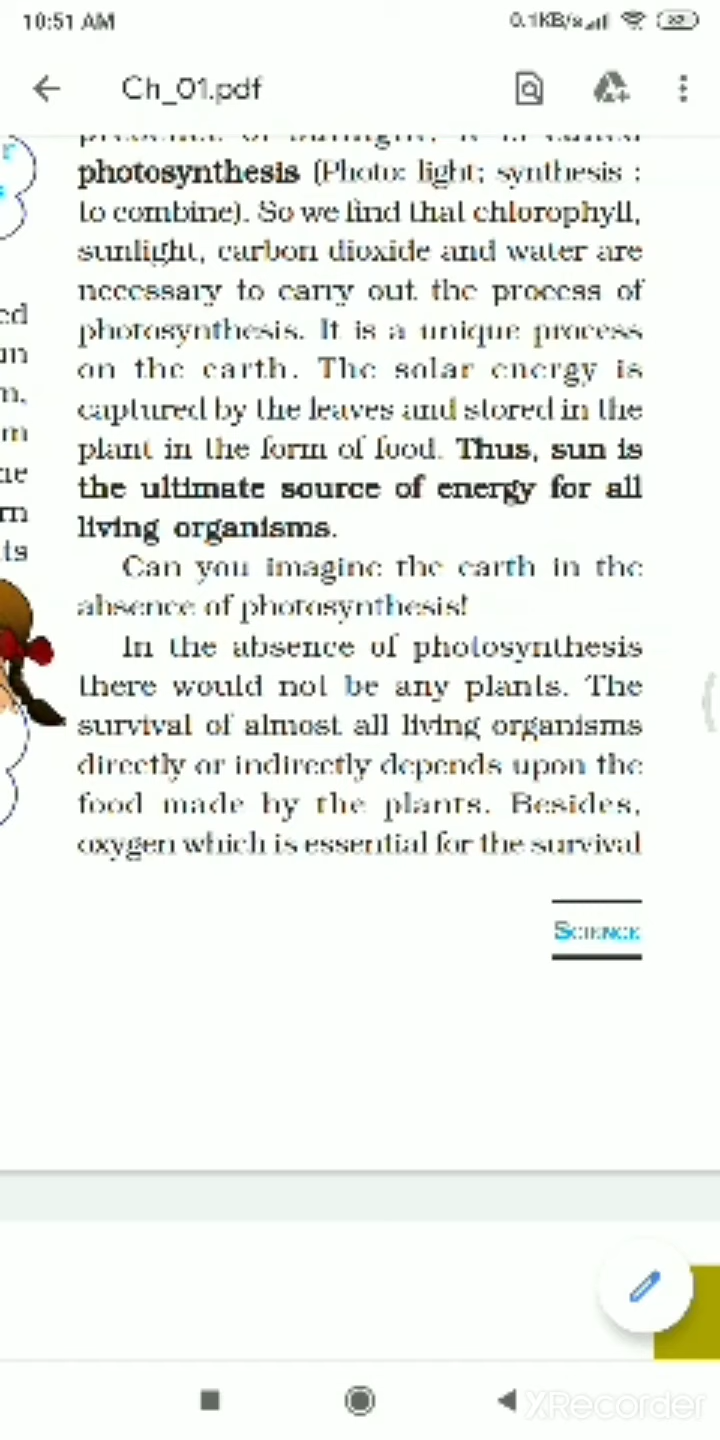 10:51 AM
0.1KB/s
Ch_01.pdf
photosynthesis (Photo: light; synthesis :
to combine). So we find that chlorophyll,
sunlight, carbon dioxide and water are
necessary to carry out the process of
photosynthesis. It is a unique process
on the earth. The solar energy is
captured by the leaves and stored in the
plant in the form of food. Thus, sun is
the ultimate source of energy for all
living organisms.
Can you imagine the earth in the
absence of photosynthesis!
In the absence of photosynthesis
there would not be any plants. The
survival of almost all living organisms
directly or indirectly depends upon the
food made by the plants. Besides,
oxygen which is essential for the survival
SCIENCE
XRecorder